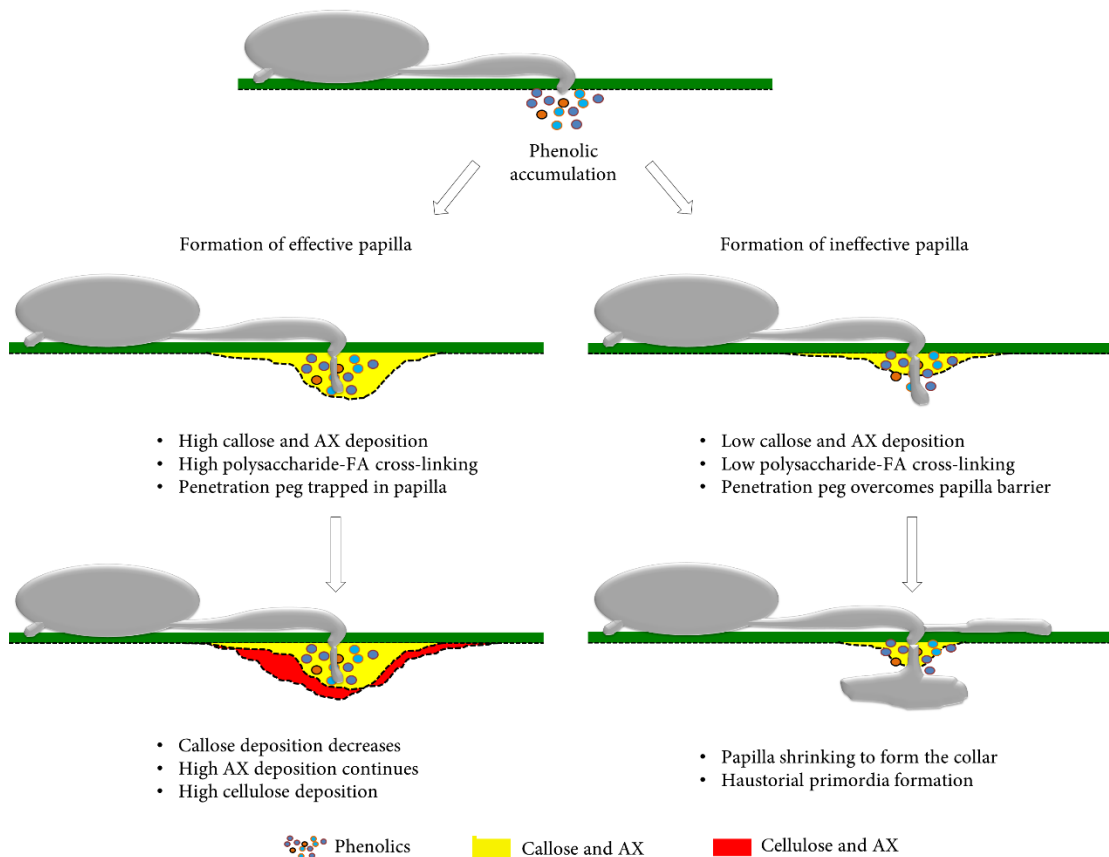 Phenolic
accumulation
Formation of effective papilla
Formation of ineffective papilla
• High callose and AX deposition
• High polysaccharide-FA cross-linking
• Penetration peg trapped in papilla
• Low callose and AX deposition
• Low polysaccharide-FA cross-linking
• Penetration peg overcomes papilla barrier
• Callose deposition decreases
• High AX deposition continues
• High cellulose deposition
• Papilla shrinking to form the collar
• Haustorial primordia formation
Phenolics
Callose and AX
Cellulose and AX